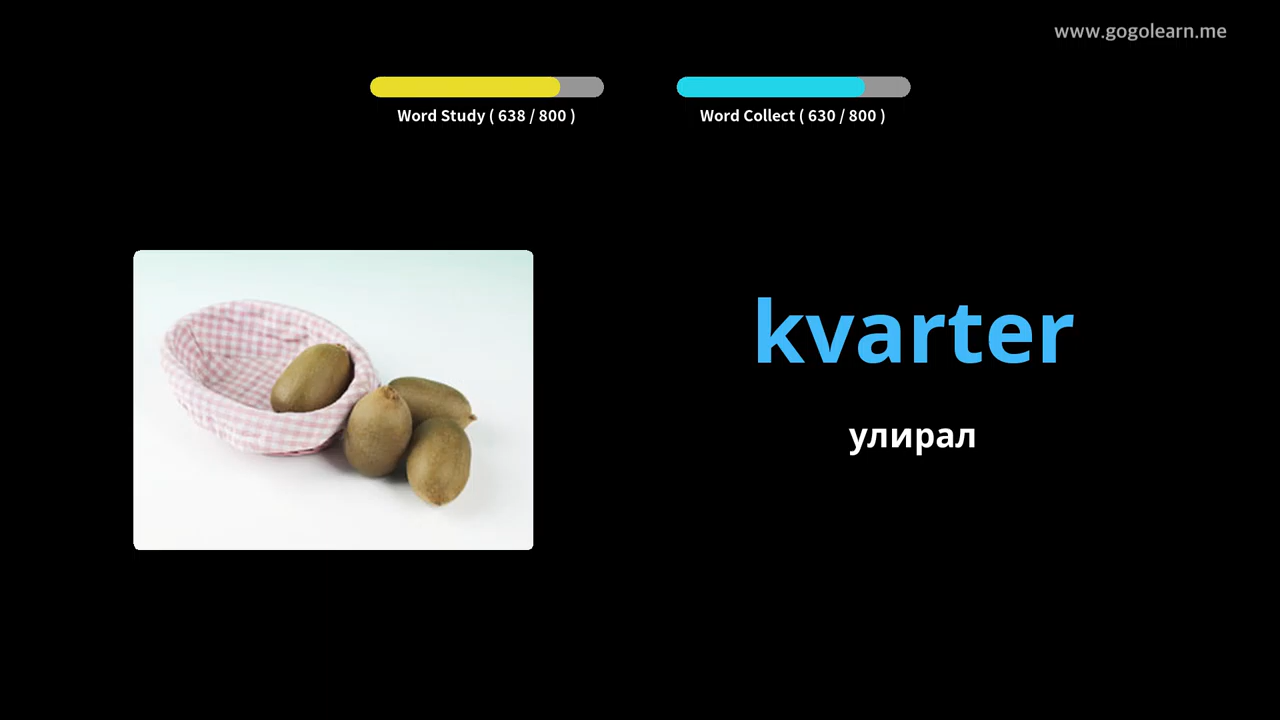 www.gogolearn.me
Word Study ( 638 / 800 )
Word Collect ( 630 / 800 )
kvarter
улирал